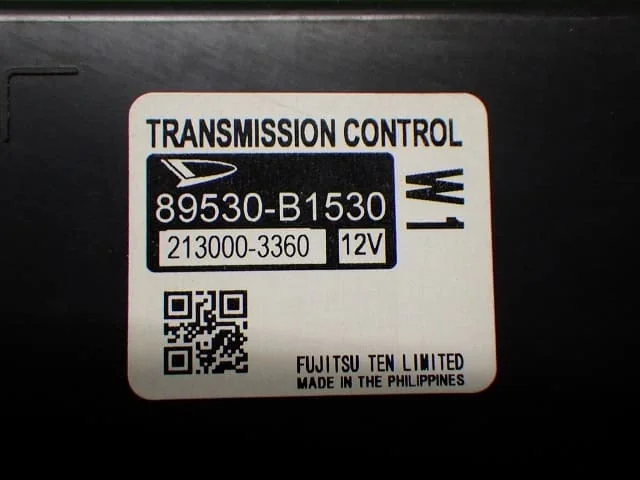 TRANSMISSION CONTROL
89530-B1530
213000-3360 12V
W1
FUJITSU TEN LIMITED
MADE IN THE PHILIPPINES